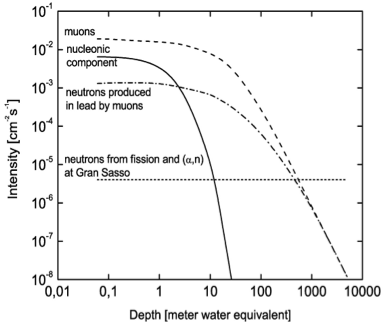 10⁻¹
10⁻²
10⁻³
10⁻⁴
10⁻⁵
10⁻⁶
10⁻⁷
10⁻⁸
Intensity [cm⁻²s⁻¹]
muons
nucleonic
component
neutrons produced
in lead by muons
neutrons from fission and (α,n)
at Gran Sasso
0,01 0,1 1 10 100 1000 10000
Depth [meter water equivalent]